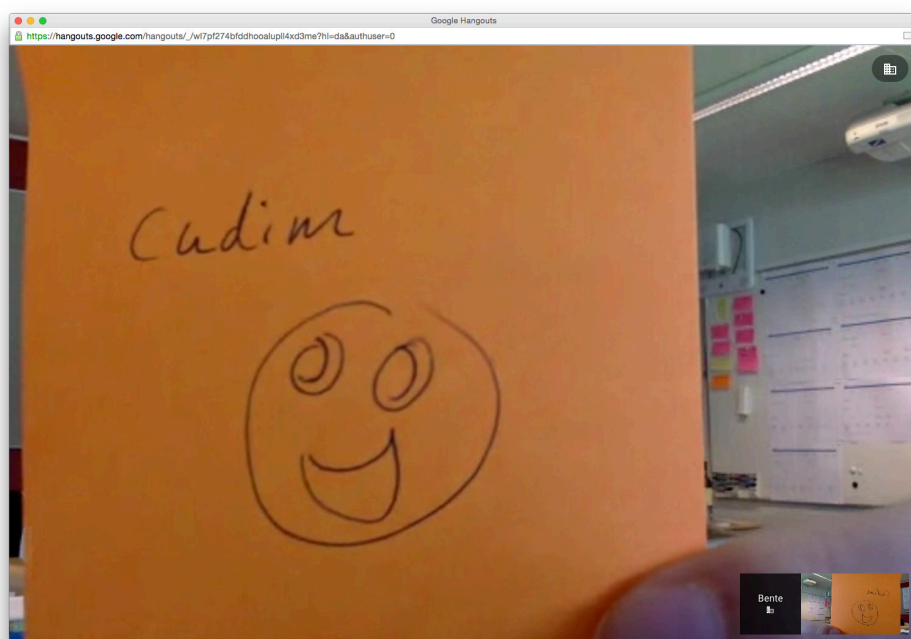 Google Hangouts
https://hangouts.google.com/hangouts/_/wl7pf274bfddhooalupll4xd3me?hl=da&authuser=0
Cudim
Bente